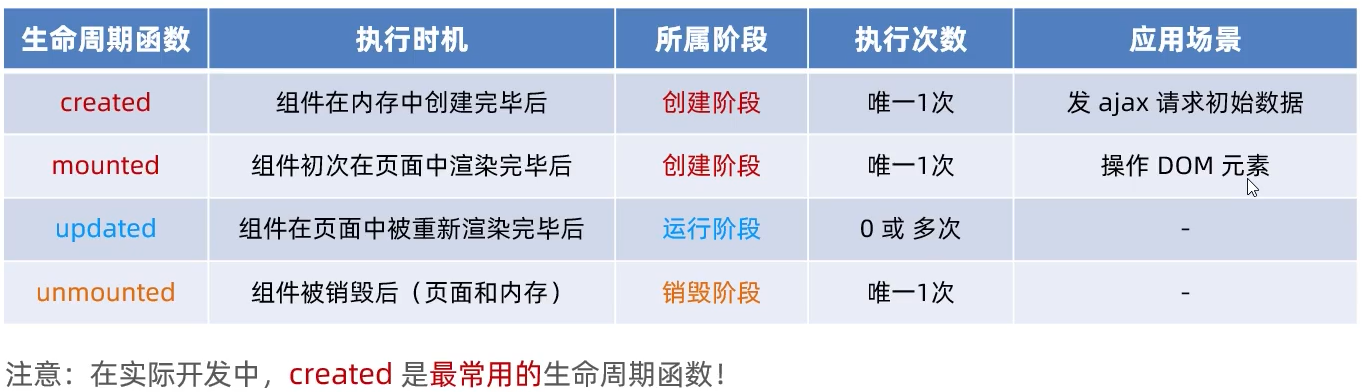 生命周期函数 执行时机 所属阶段 执行次数 应用场景
created 组件在内存中创建完毕后 创建阶段 唯一1次 发 ajax 请求初始数据
mounted 组件初次在页面中渲染完毕后 创建阶段 唯一1次 操作 DOM 元素
updated 组件在页面中被重新渲染完毕后 运行阶段 0 或 多次 -
unmounted 组件被销毁后（页面和内存） 销毁阶段 唯一1次 -
注意：在实际开发中，created 是最常用的生命周期函数！